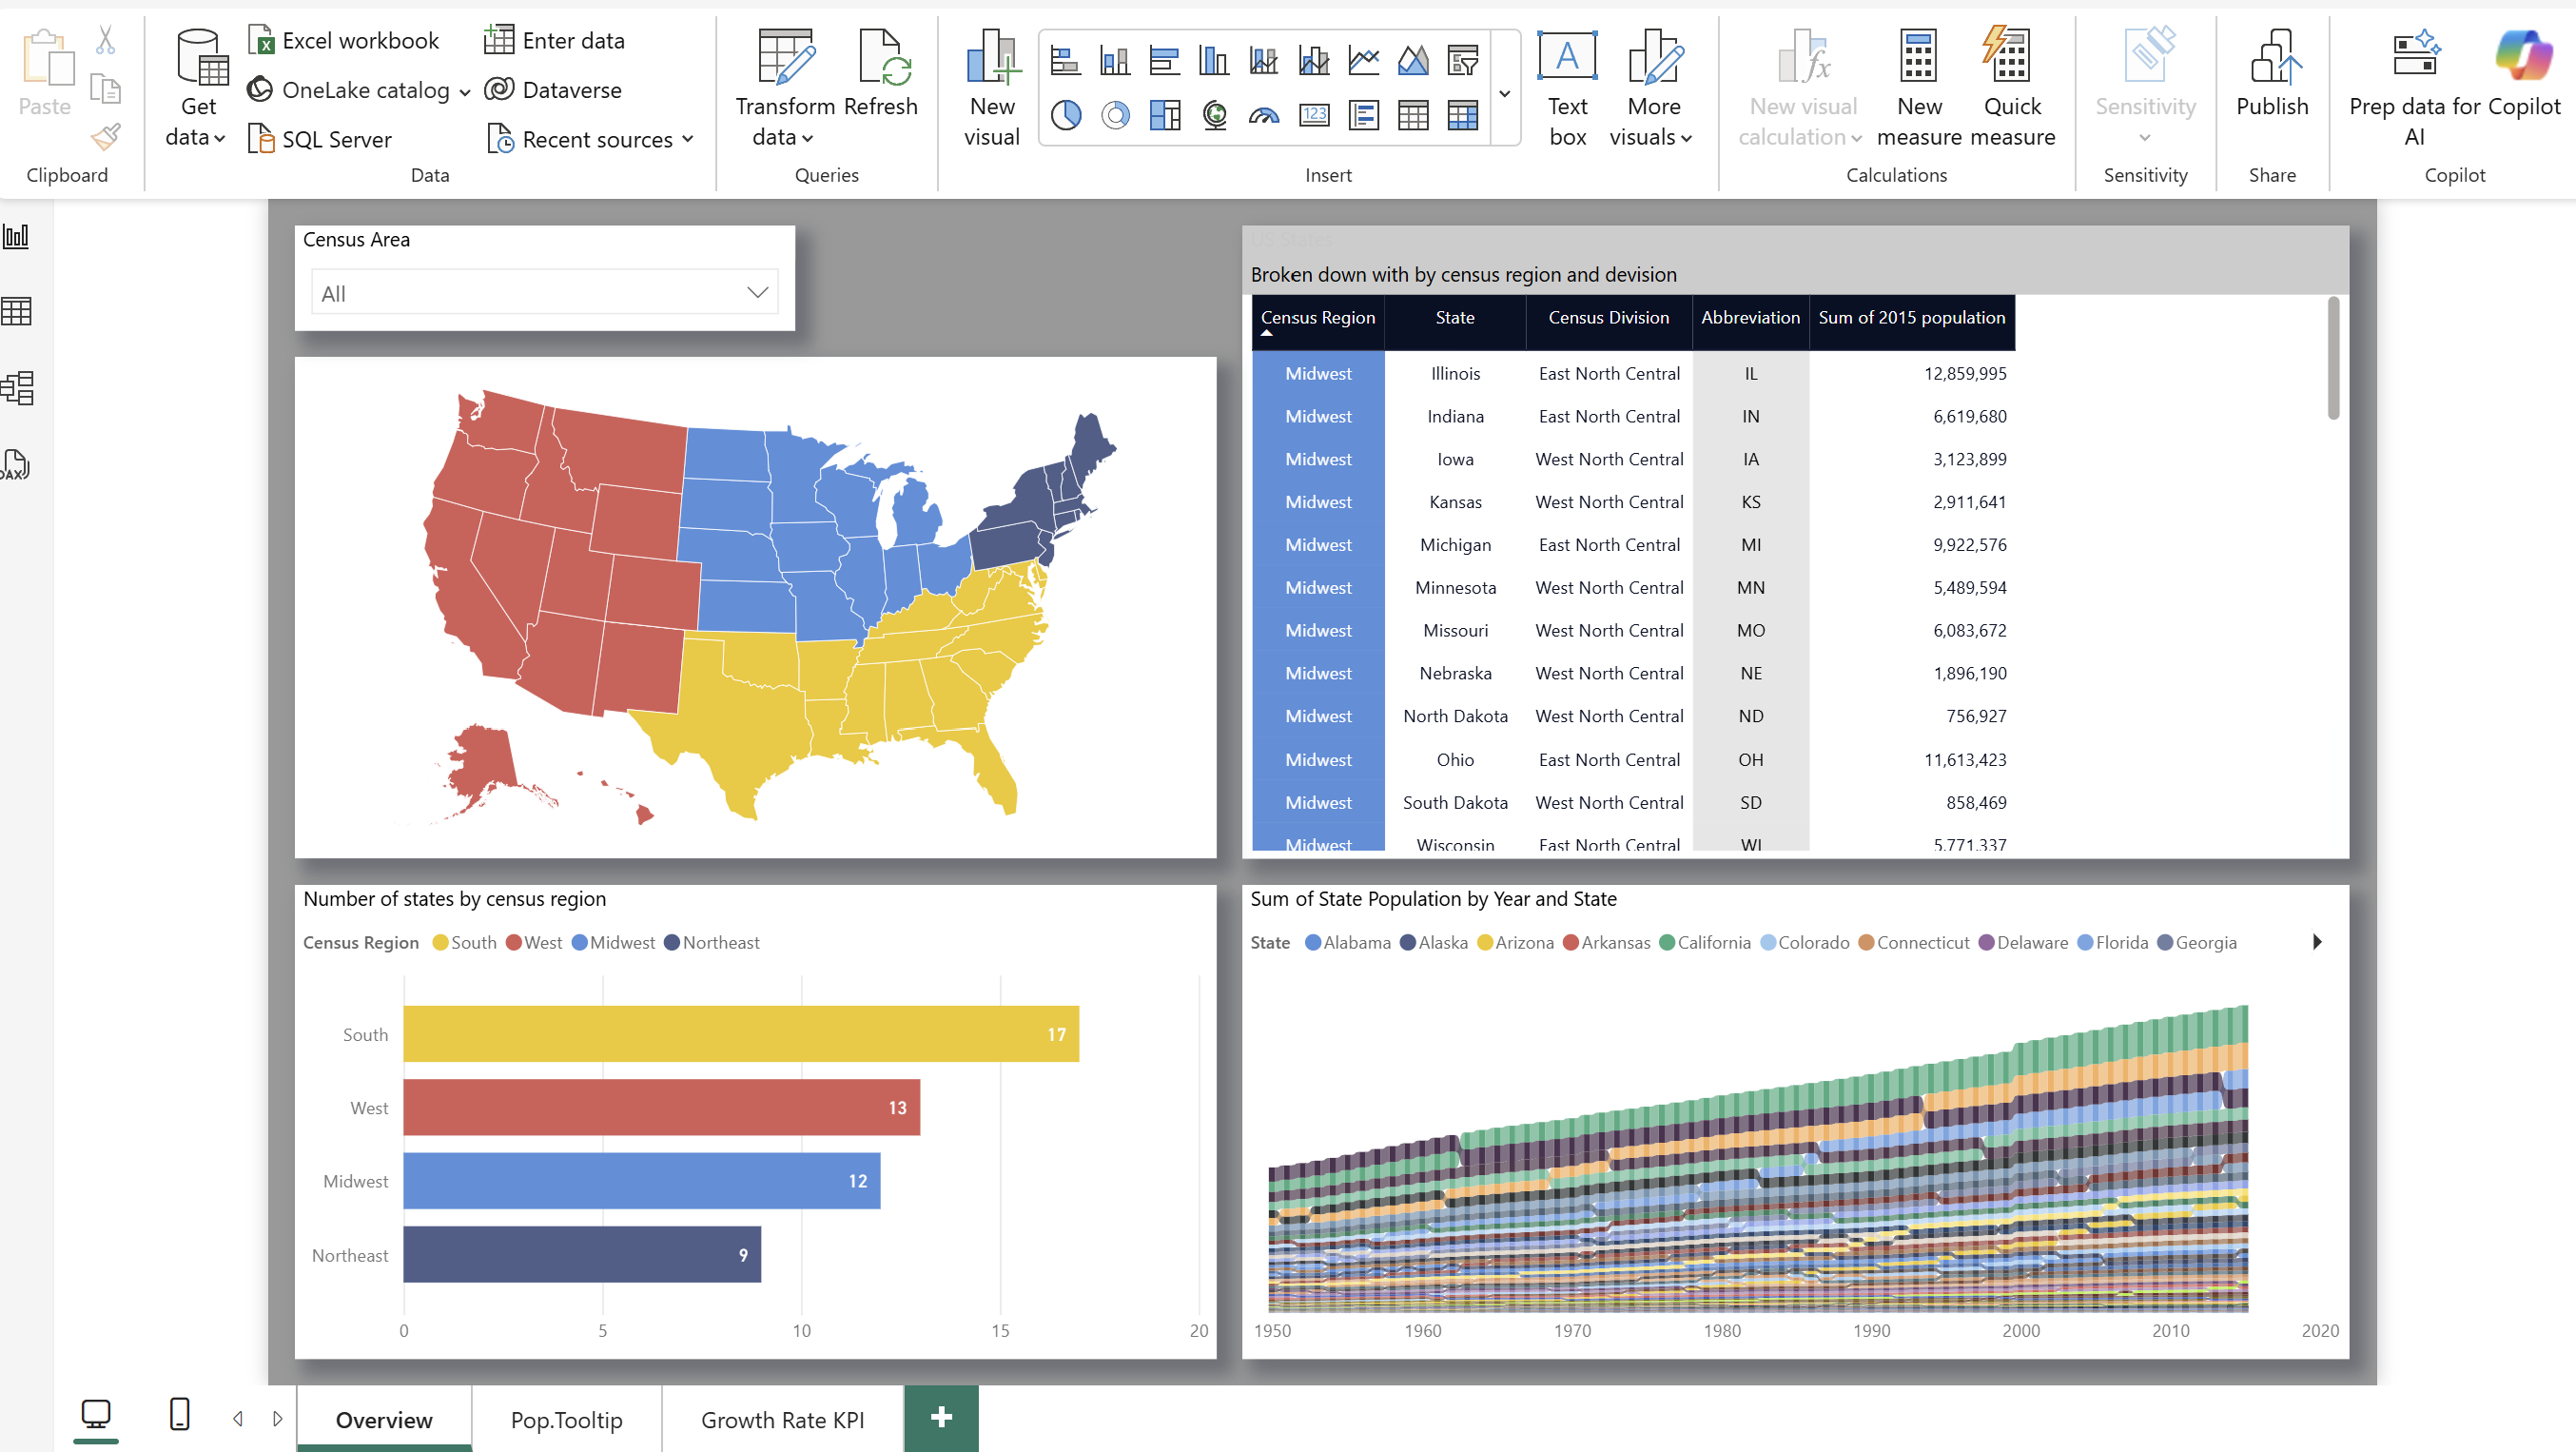 Paste
Clipboard
Get data
Excel workbook
OneLake catalog
SQL Server
Enter data
Dataverse
Recent sources
Data
Transform data
Refresh
Queries
New visual
123
A
Text box
More visuals
Insert
fx
New visual calculation
New measure
Quick measure
Calculations
Sensitivity
Sensitivity
Publish
Share
Prep data for AI
Copilot
Copilot
DAX
Census Area
All
US States
Broken down with by census region and devision
Census Region State Census Division Abbreviation Sum of 2015 population
Midwest Illinois East North Central IL 12,859,995
Midwest Indiana East North Central IN 6,619,680
Midwest Iowa West North Central IA 3,123,899
Midwest Kansas West North Central KS 2,911,641
Midwest Michigan East North Central MI 9,922,576
Midwest Minnesota West North Central MN 5,489,594
Midwest Missouri West North Central MO 6,083,672
Midwest Nebraska West North Central NE 1,896,190
Midwest North Dakota West North Central ND 756,927
Midwest Ohio East North Central OH 11,613,423
Midwest South Dakota West North Central SD 858,469
Midwest Wisconsin East North Central WI 5,771,337
Number of states by census region
Census Region South West Midwest Northeast
South 17
West 13
Midwest 12
Northeast 9
0 5 10 15 20
Sum of State Population by Year and State
State Alabama Alaska Arizona Arkansas California Colorado Connecticut Delaware Florida Georgia
1950 1960 1970 1980 1990 2000 2010 2020
Overview Pop.Tooltip Growth Rate KPI +